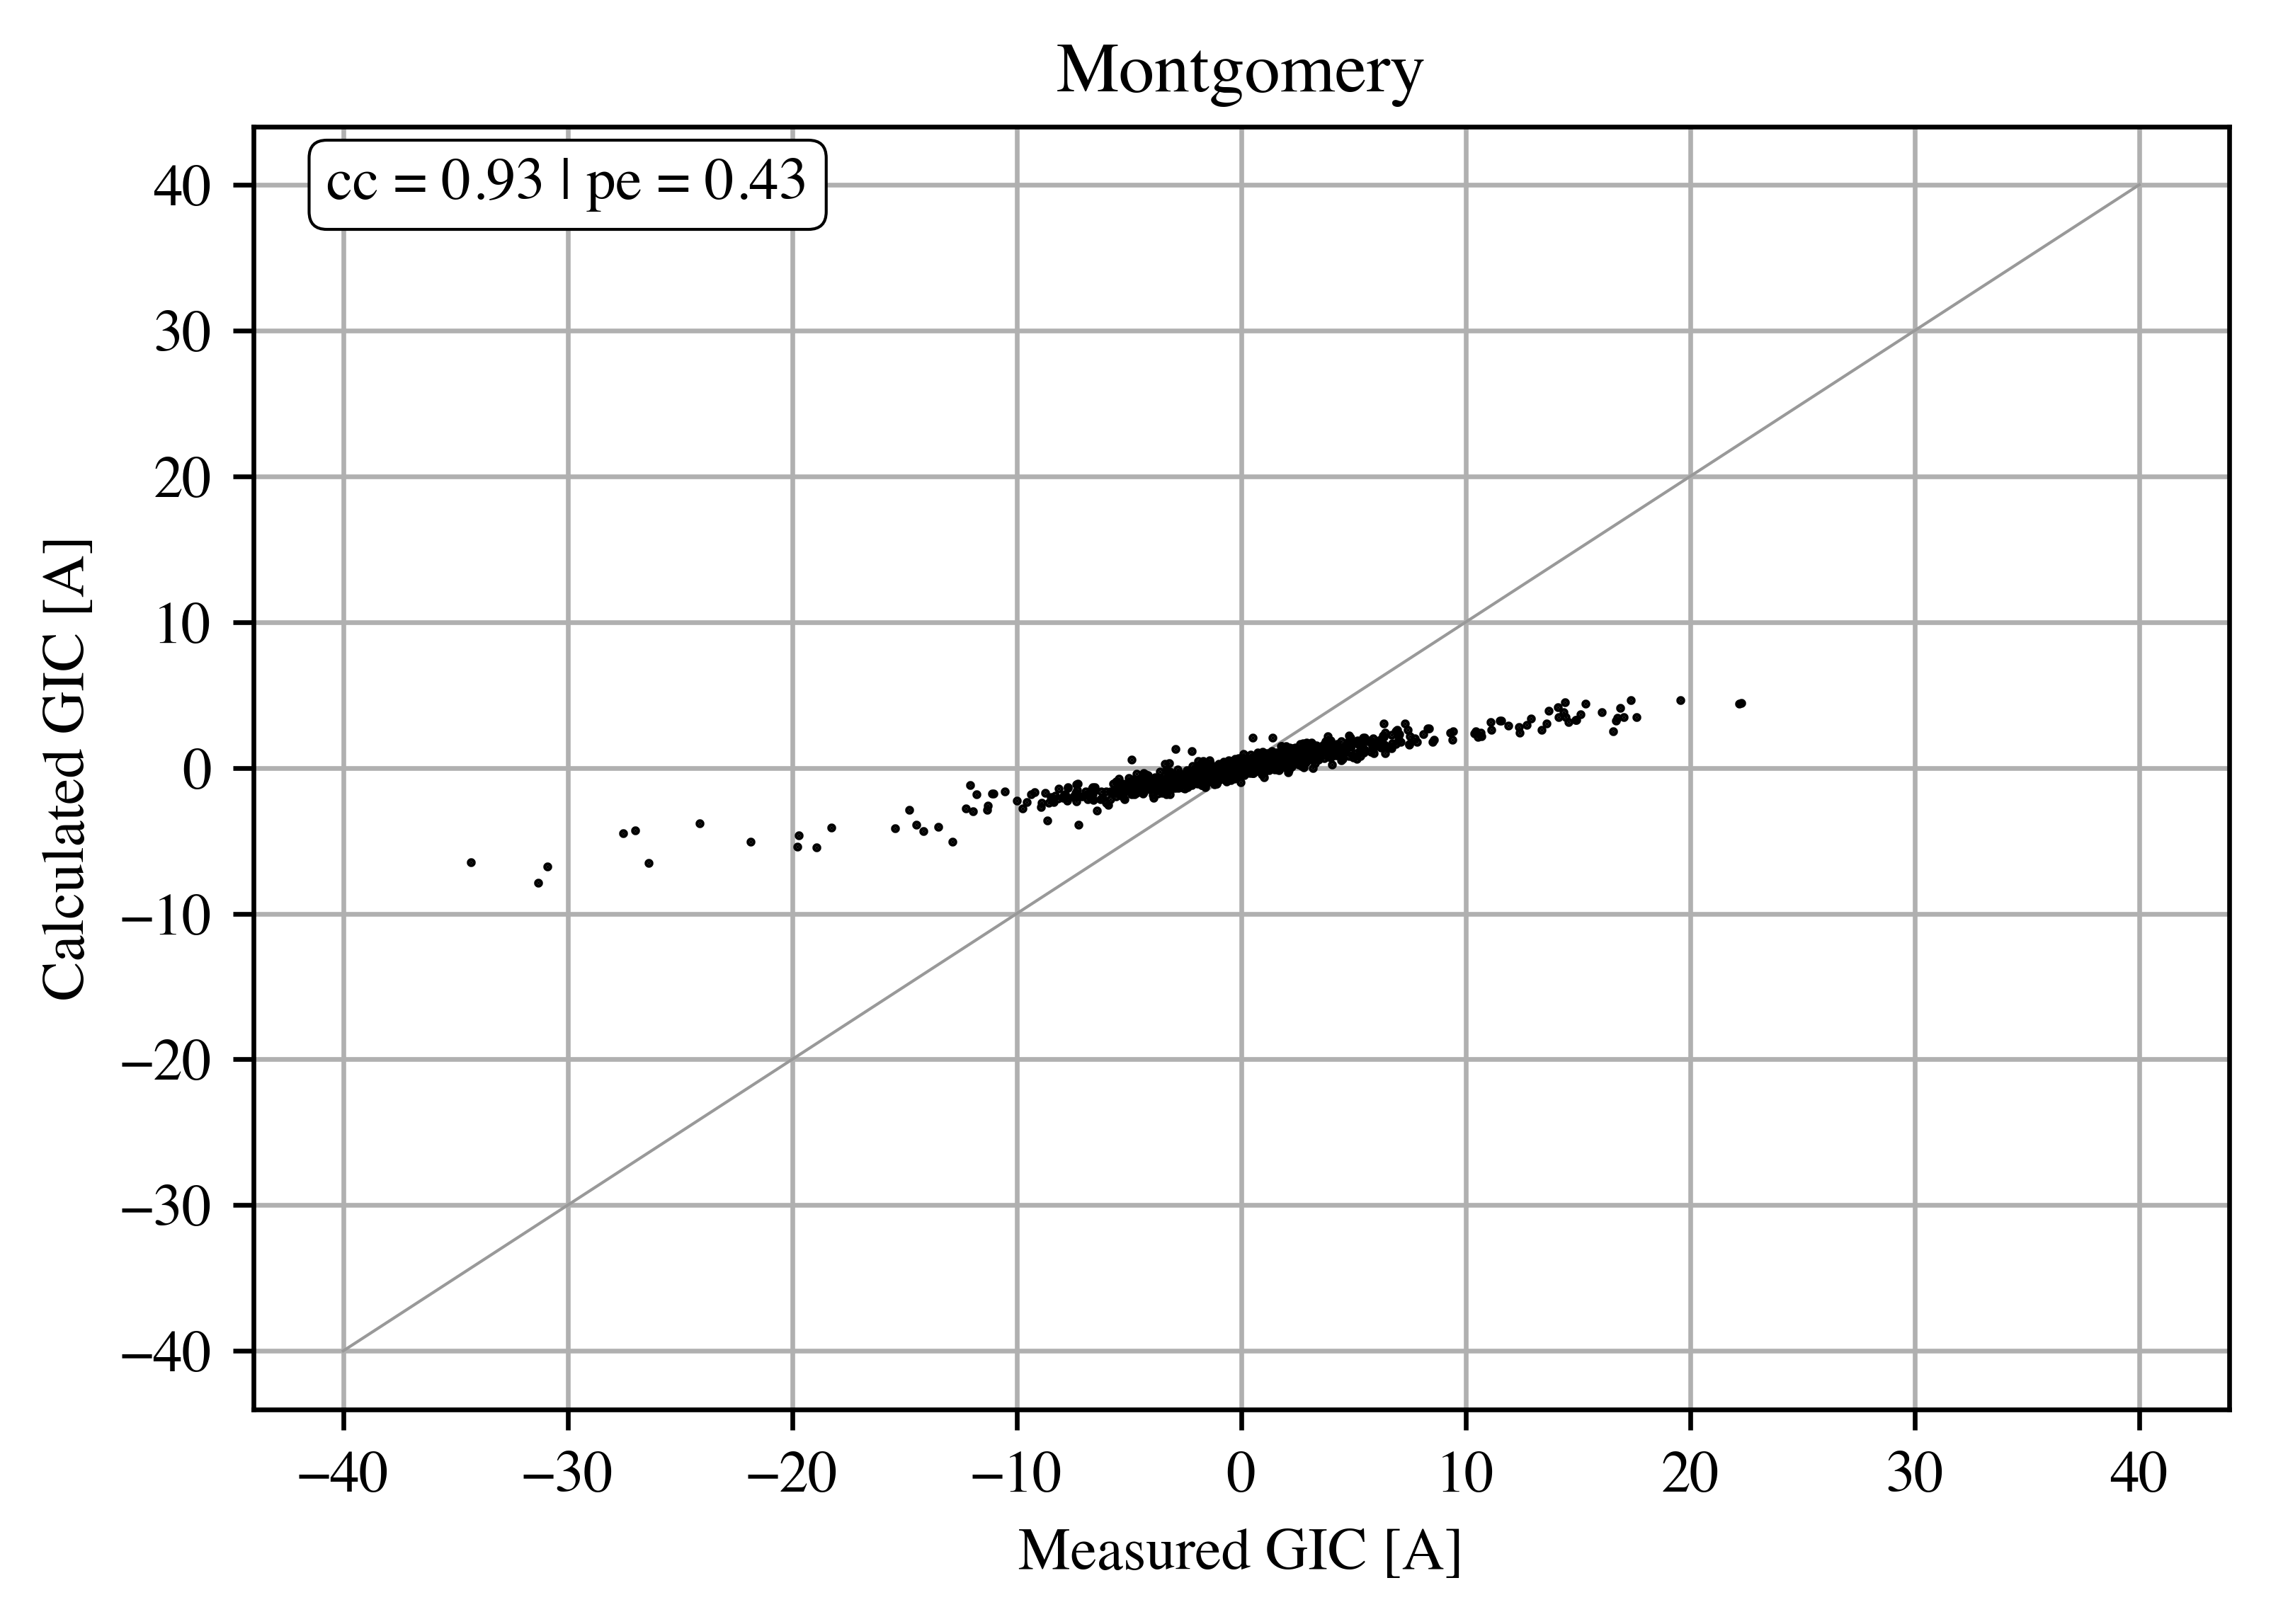 Montgomery
cc = 0.93 | pe = 0.43
40
30
20
10
0
−10
−20
−30
−40
Calculated GIC [A]
−40 −30 −20 −10 0 10 20 30 40
Measured GIC [A]